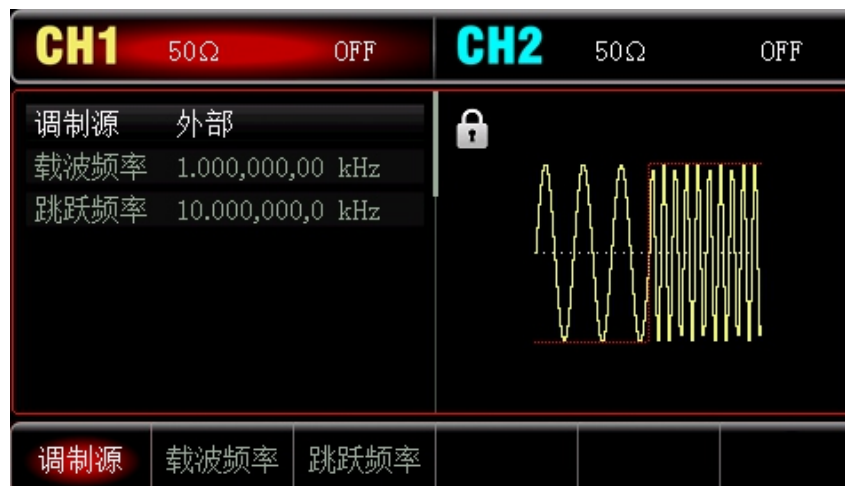 CH1 50Ω OFF CH2 50Ω OFF
调制源 外部
载波频率 1.000,000,00 kHz
跳跃频率 10.000,000,0 kHz
调制源 载波频率 跳跃频率